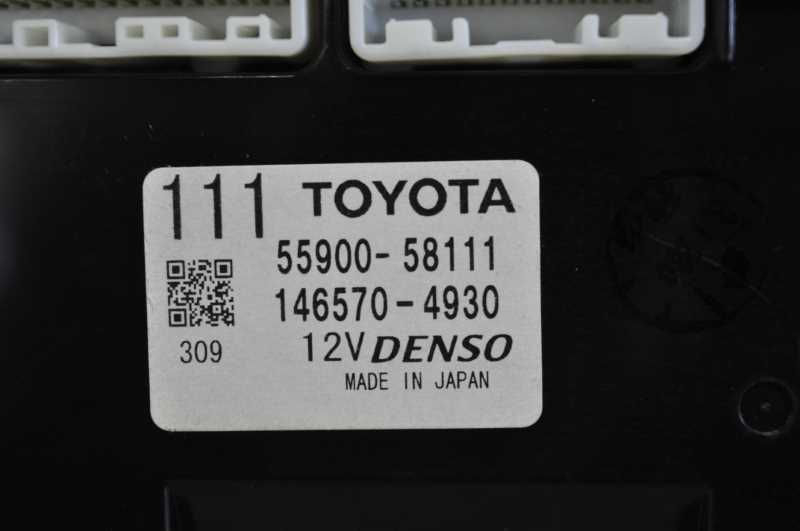 111 TOYOTA
55900-58111
146570-4930
309 12V DENSO
MADE IN JAPAN